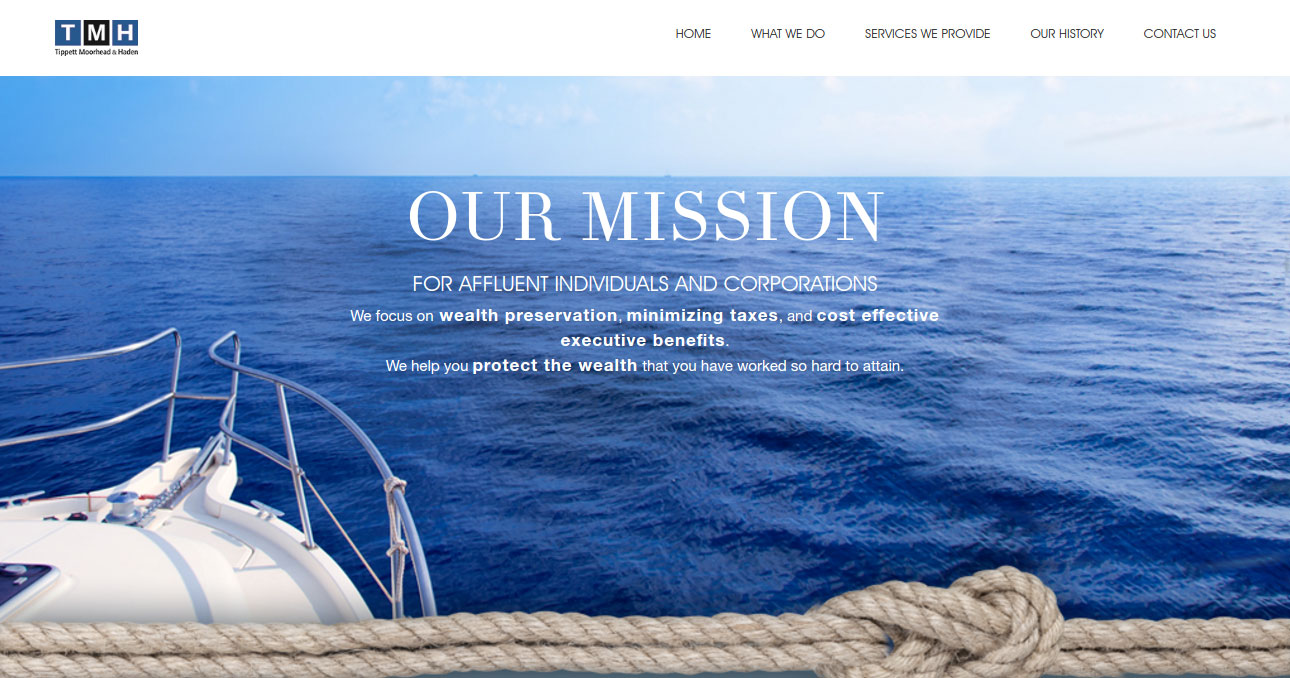 TMH
Tippett Moorhead & Haden
HOME
WHAT WE DO
SERVICES WE PROVIDE
OUR HISTORY
CONTACT US
OUR MISSION
FOR AFFLUENT INDIVIDUALS AND CORPORATIONS
We focus on wealth preservation, minimizing taxes, and cost effective
executive benefits.
We help you protect the wealth that you have worked so hard to attain.